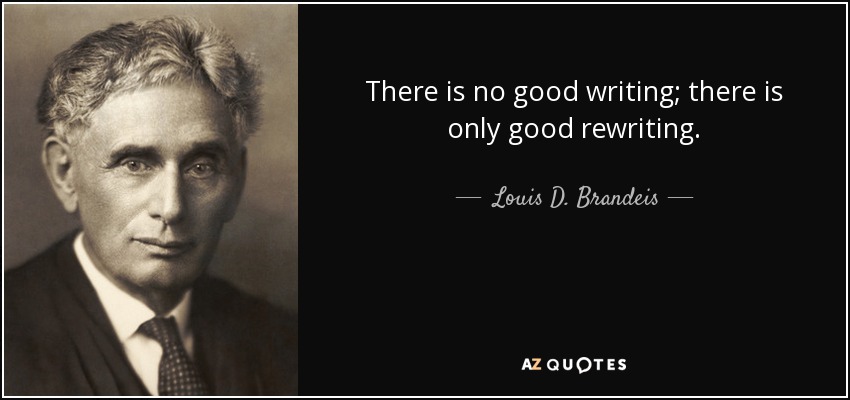 There is no good writing; there is
only good rewriting.
— Louis D. Brandeis —
AZ QUOTES